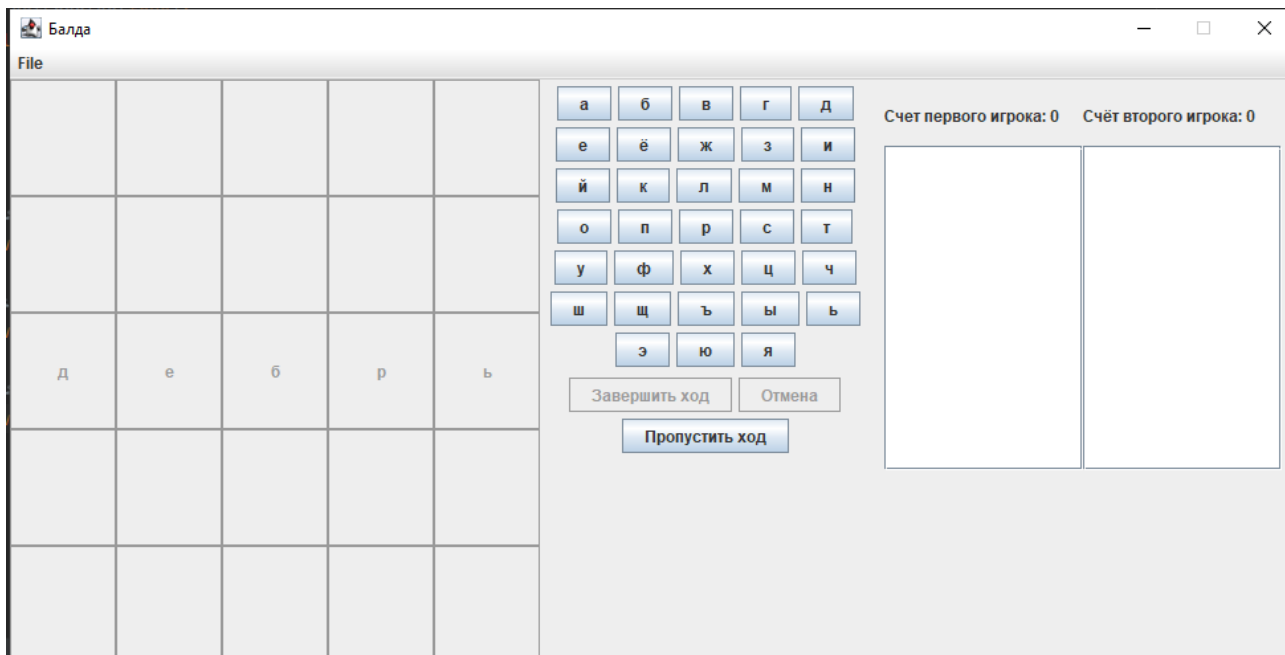 Балда
File
а б в г д
Счет первого игрока: 0 Счёт второго игрока: 0
е ё ж з и
й к л м н
о п р с т
у ф х ц ч
ш щ ъ ы ь
э ю я
д е б р ь
Завершить ход Отмена
Пропустить ход